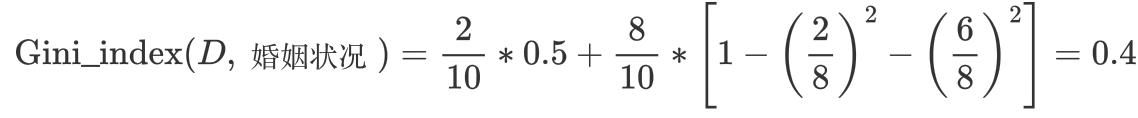 Gini_index(D, 婚姻状况 ) = 2/10 * 0.5 + 8/10 * [1 − (2/8)^2 − (6/8)^2] = 0.4